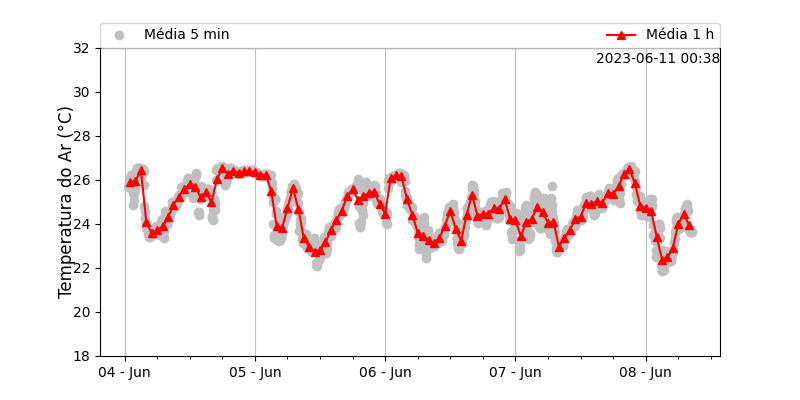 Média 5 min
Média 1 h
2023-06-11 00:38
Temperatura do Ar (°C)
32
30
28
26
24
22
20
18
04 - Jun
05 - Jun
06 - Jun
07 - Jun
08 - Jun